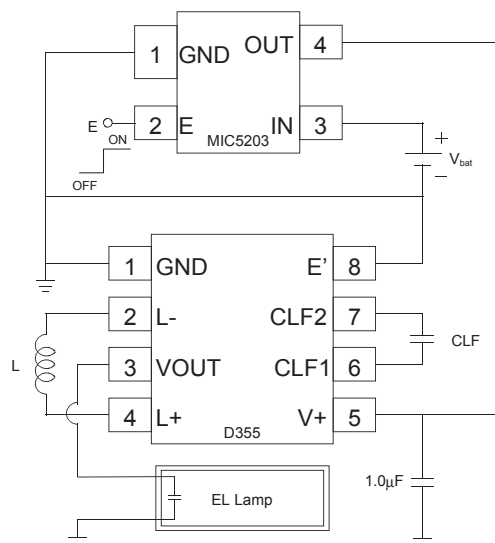 1 GND OUT 4
E 2 E IN 3
MIC5203
ON
OFF
+
V_bat
−
1 GND E’ 8
2 L- CLF2 7
L
CLF
3 VOUT CLF1 6
4 L+ V+ 5
D355
EL Lamp
1.0μF